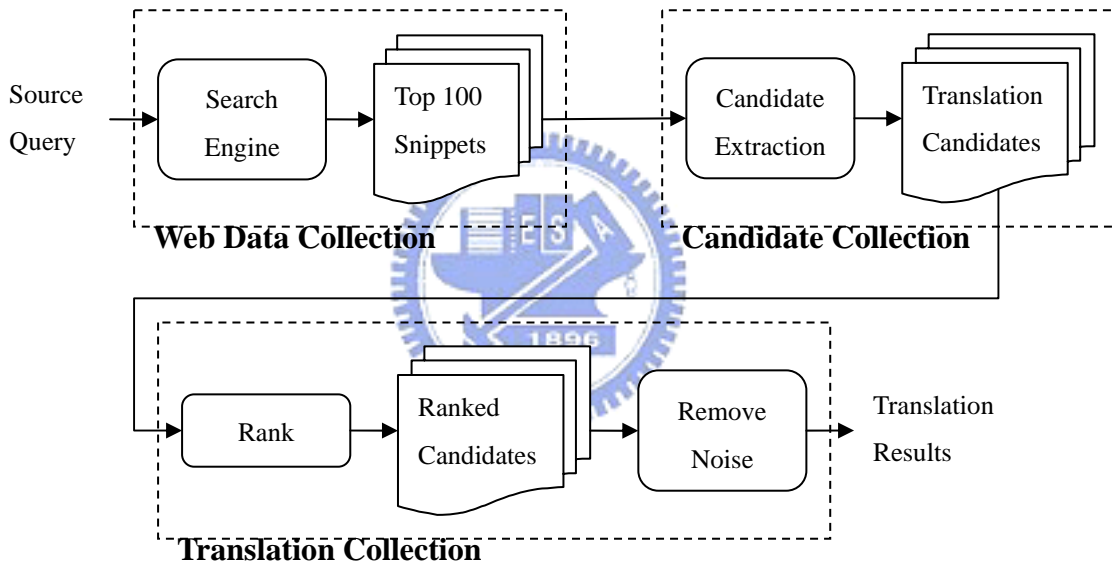 Source
Query
Search
Engine
Top 100
Snippets
Web Data Collection
Candidate
Extraction
Translation
Candidates
Candidate Collection
E S A
1896
Rank
Ranked
Candidates
Remove
Noise
Translation
Results
Translation Collection